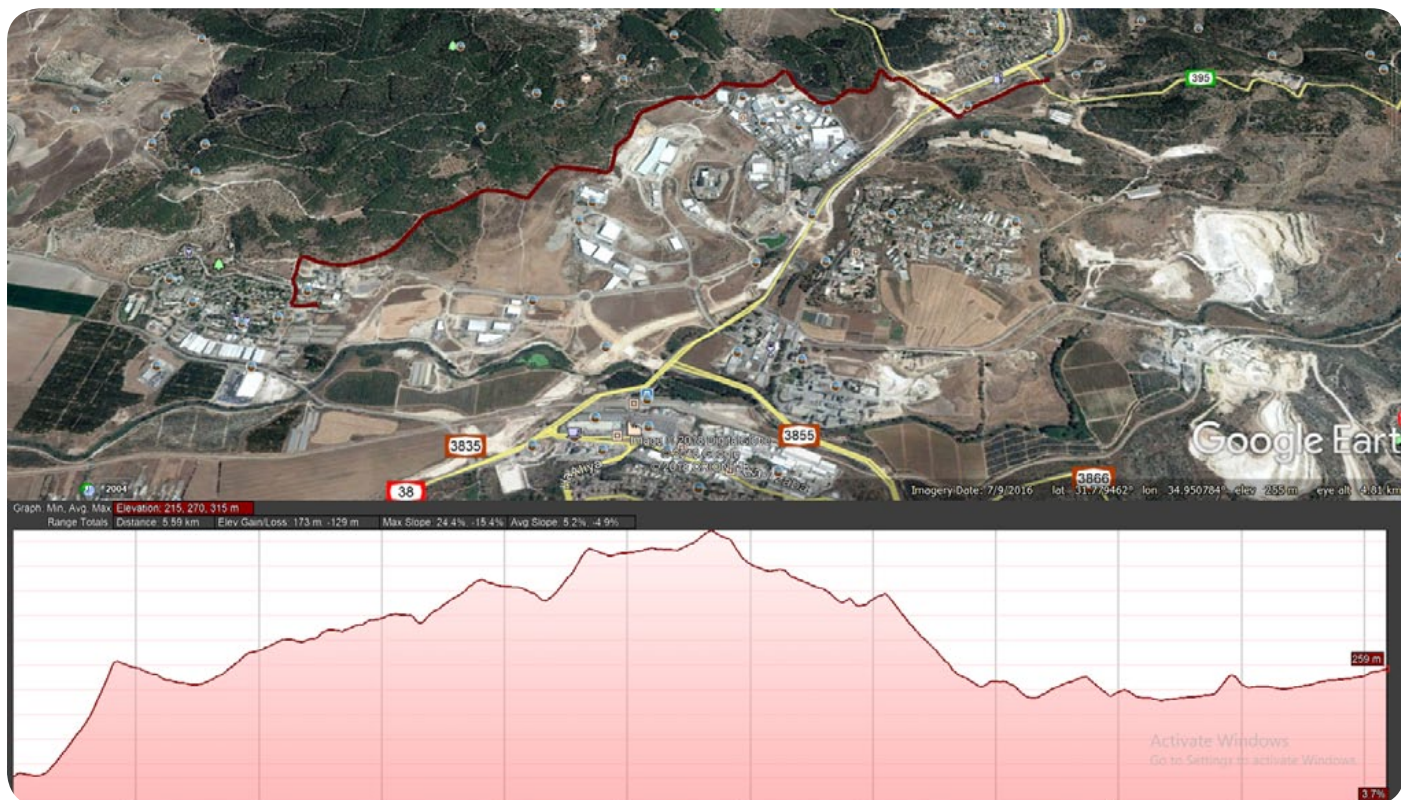 395
3835
3855
38
3866
Google Eart
2004
Imagery Date: 7/9/2016 lat 31.779462° lon 34.950784° elev 255 m eye alt 4.81 km
Graph: Min, Avg, Max Elevation: 215, 270, 315 m
Range Totals Distance: 5.59 km Elev Gain/Loss: 173 m, -129 m Max Slope: 24.4%, -15.4% Avg Slope: 5.2%, -4.9%
259 m
Activate Windows
Go to Settings to activate Windows.
3.7%